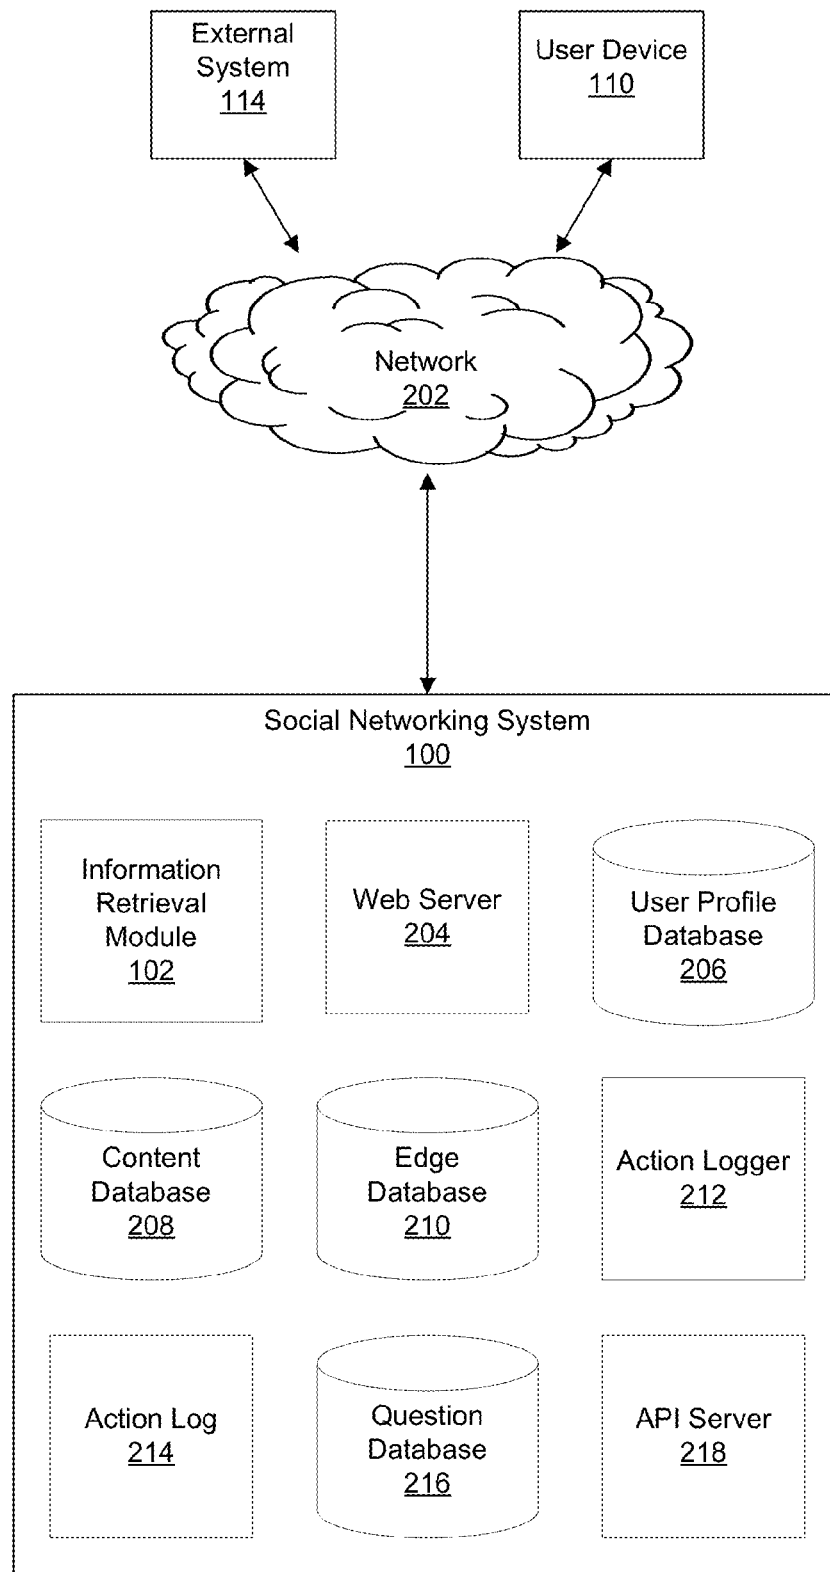 External
System
114
User Device
110
Network
202
Social Networking System
100
Information
Retrieval
Module
102
Web Server
204
User Profile
Database
206
Content
Database
208
Edge
Database
210
Action Logger
212
Action Log
214
Question
Database
216
API Server
218